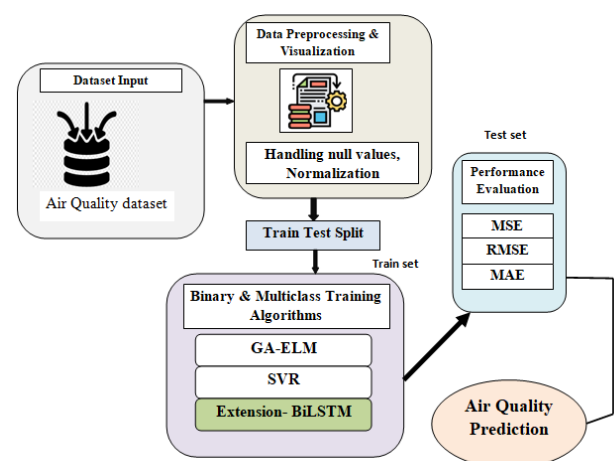 Dataset Input
Air Quality dataset
Data Preprocessing &
Visualization
Handling null values,
Normalization
Train Test Split
Train set
Binary & Multiclass Training
Algorithms
GA-ELM
SVR
Extension- BiLSTM
Test set
Performance
Evaluation
MSE
RMSE
MAE
Air Quality
Prediction